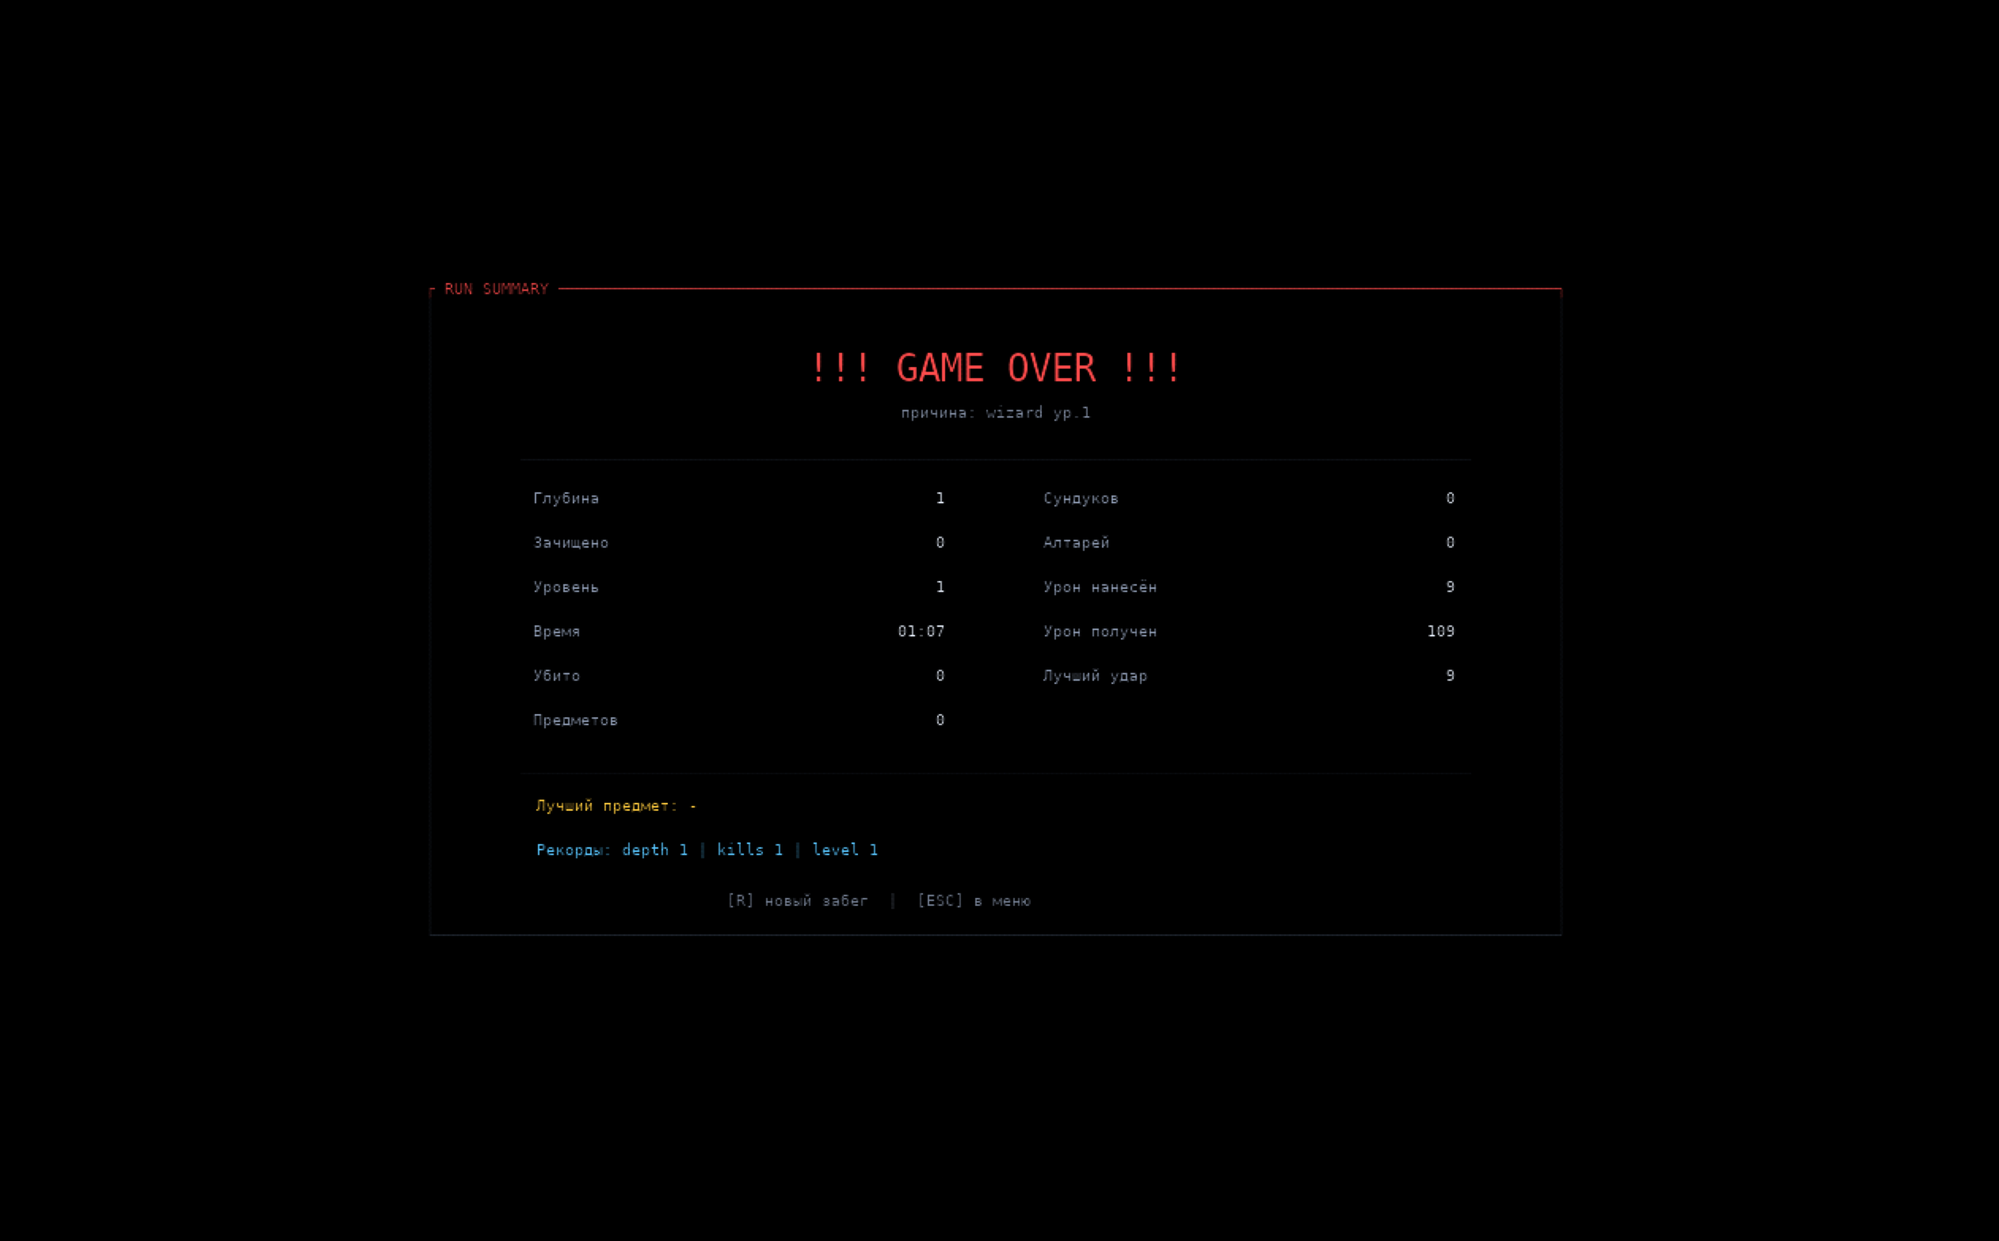 RUN SUMMARY
!!! GAME OVER !!!
причина: wizard ур.1
Глубина 1 Сундуков 0
Зачищено 0 Алтарей 0
Уровень 1 Урон нанесён 9
Время 01:07 Урон получен 109
Убито 0 Лучший удар 9
Предметов 0
Лучший предмет: -
Рекорды: depth 1 | kills 1 | level 1
[R] новый забег | [ESC] в меню